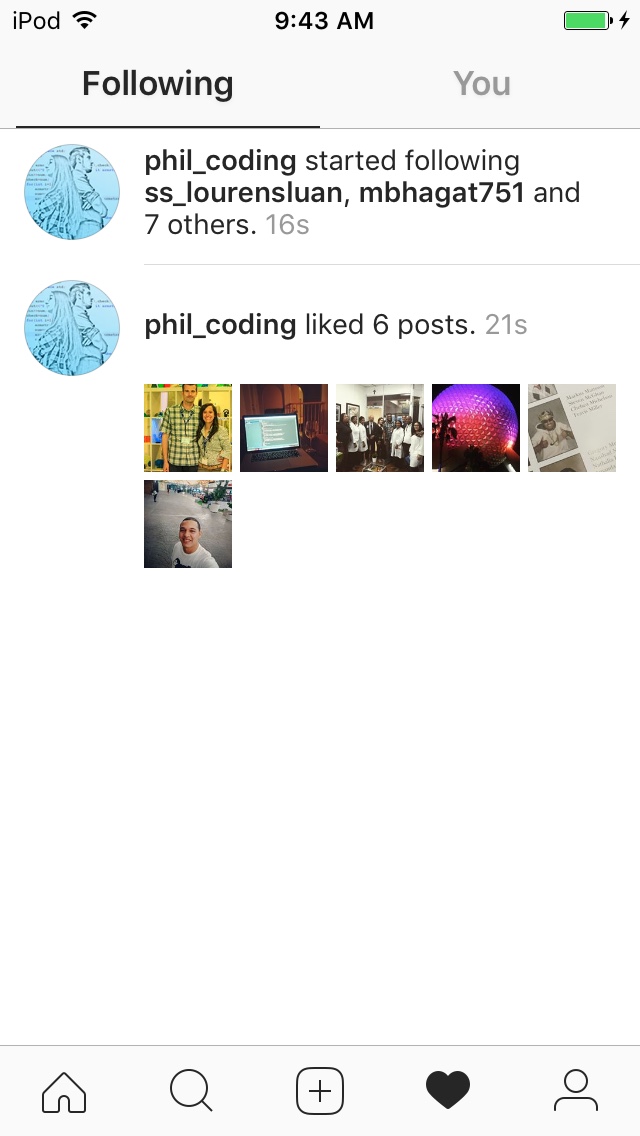 iPod 9:43 AM
Following You
phil_coding started following
ss_lourensluan, mbhagat751 and
7 others. 16s
phil_coding liked 6 posts. 21s